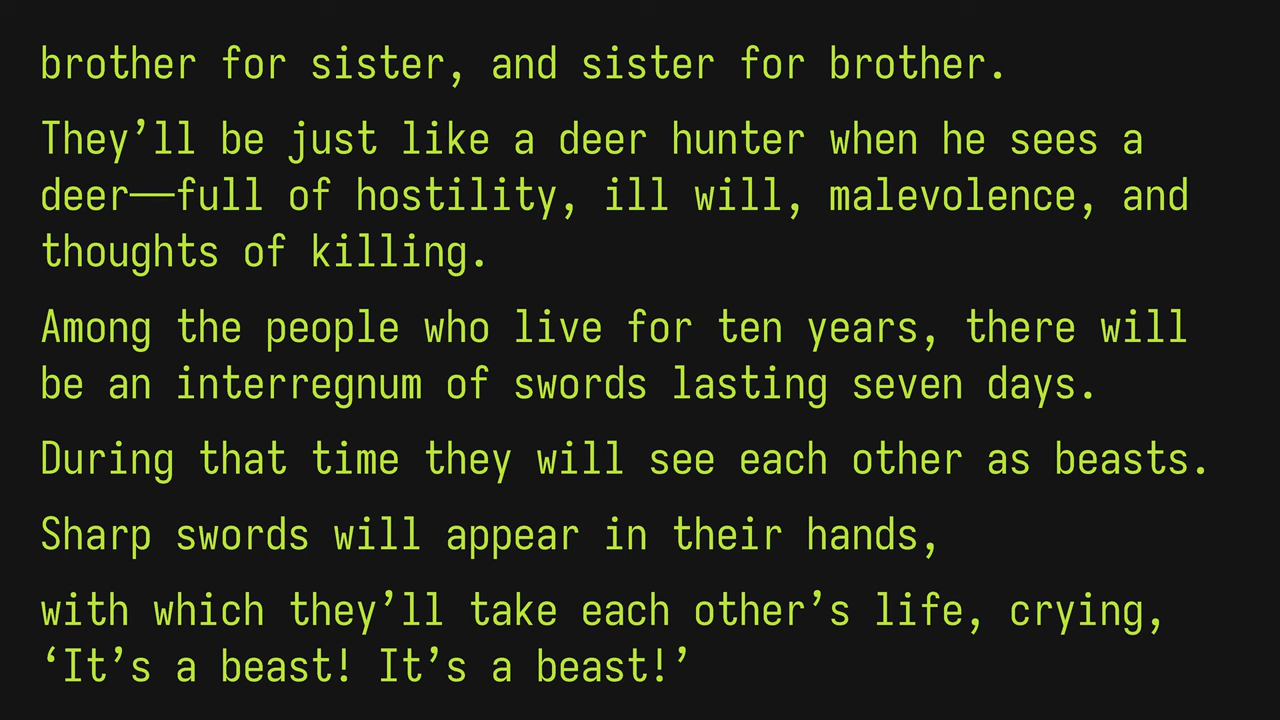 brother for sister, and sister for brother.
They’ll be just like a deer hunter when he sees a
deer—full of hostility, ill will, malevolence, and
thoughts of killing.
Among the people who live for ten years, there will
be an interregnum of swords lasting seven days.
During that time they will see each other as beasts.
Sharp swords will appear in their hands,
with which they’ll take each other’s life, crying,
‘It’s a beast! It’s a beast!’